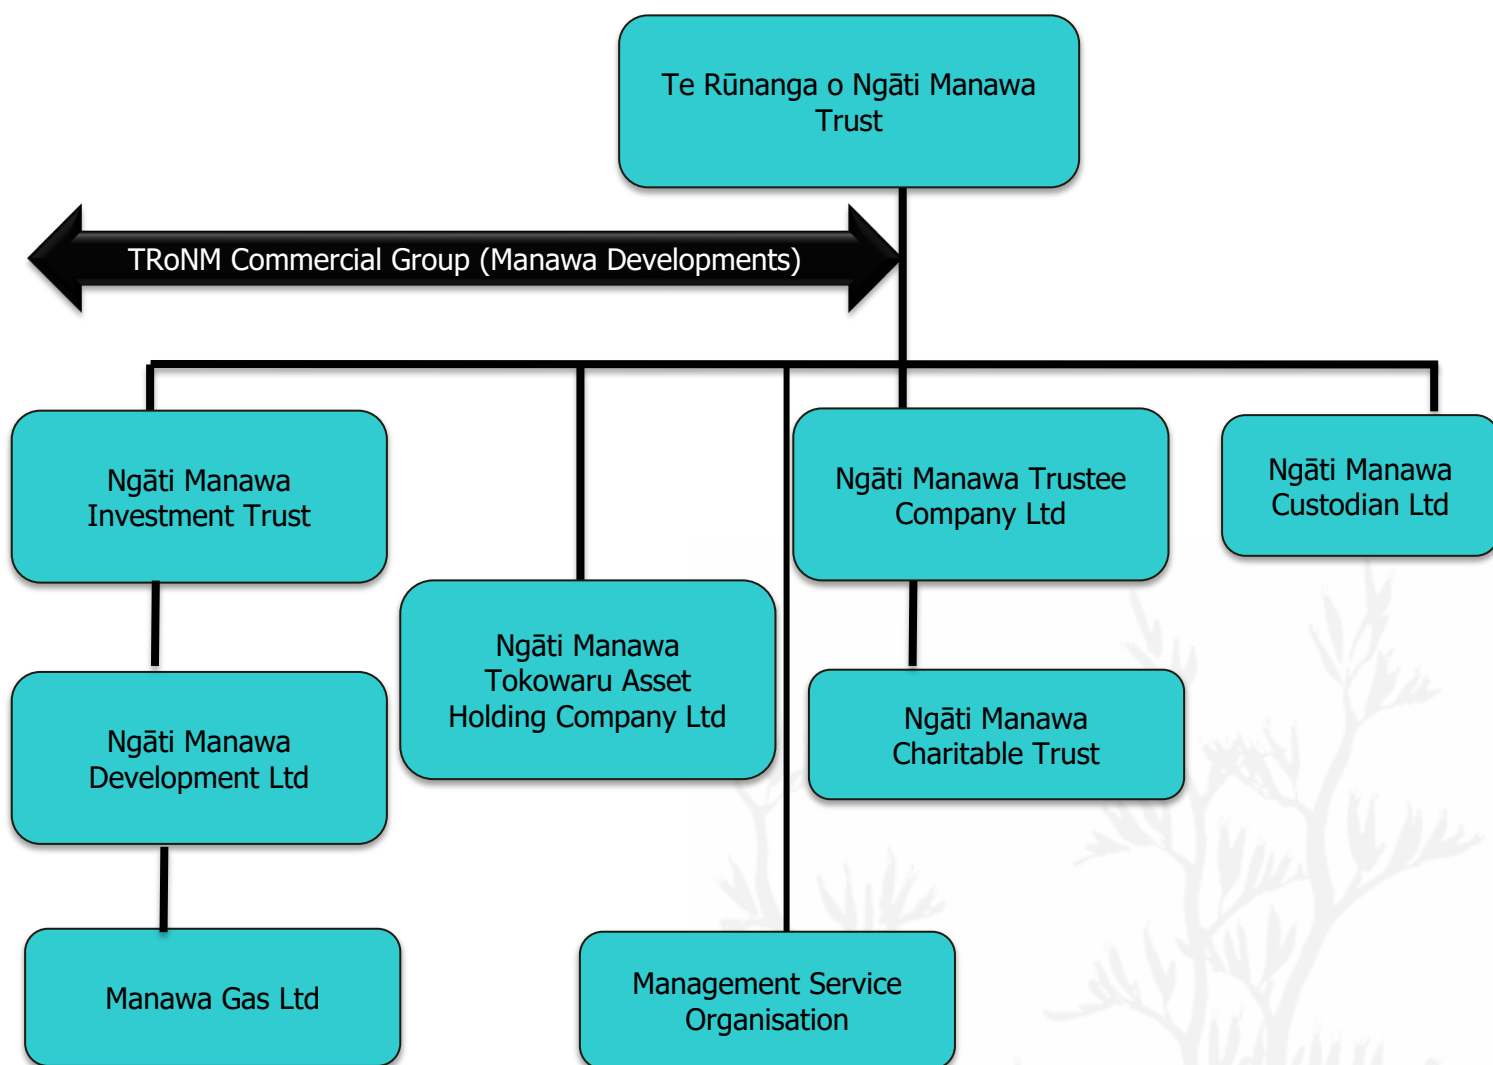 Te Rūnanga o Ngāti Manawa
Trust
TRoNM Commercial Group (Manawa Developments)
Ngāti Manawa
Investment Trust
Ngāti Manawa Trustee
Company Ltd
Ngāti Manawa
Custodian Ltd
Ngāti Manawa
Tokowaru Asset
Holding Company Ltd
Ngāti Manawa
Development Ltd
Ngāti Manawa
Charitable Trust
Manawa Gas Ltd
Management Service
Organisation